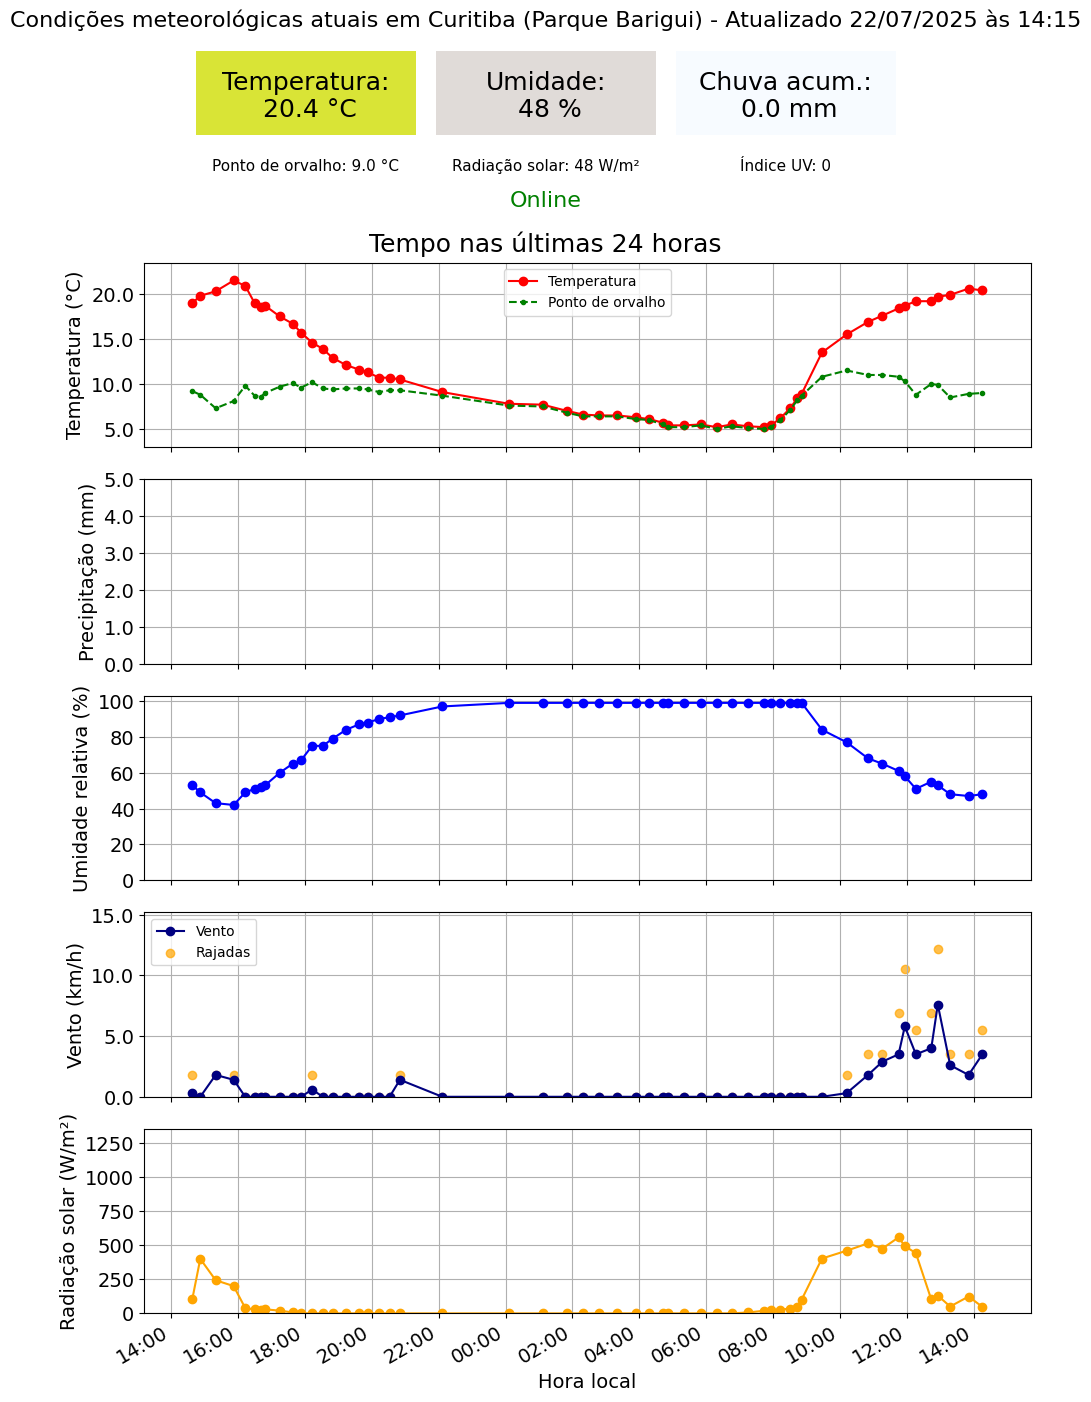 Condições meteorológicas atuais em Curitiba (Parque Barigui) - Atualizado 22/07/2025 às 14:15
Temperatura:
20.4 °C
Umidade:
48 %
Chuva acum.:
0.0 mm
Ponto de orvalho: 9.0 °C
Radiação solar: 48 W/m²
Índice UV: 0
Online
Tempo nas últimas 24 horas
Temperatura (°C)
20.0
15.0
10.0
5.0
Temperatura
Ponto de orvalho
Precipitação (mm)
5.0
4.0
3.0
2.0
1.0
0.0
Umidade relativa (%)
100
80
60
40
20
0
Vento (km/h)
15.0
10.0
5.0
0.0
Vento
Rajadas
Radiação solar (W/m²)
1250
1000
750
500
250
0
14:00
16:00
18:00
20:00
22:00
00:00
02:00
04:00
06:00
08:00
10:00
12:00
14:00
Hora local